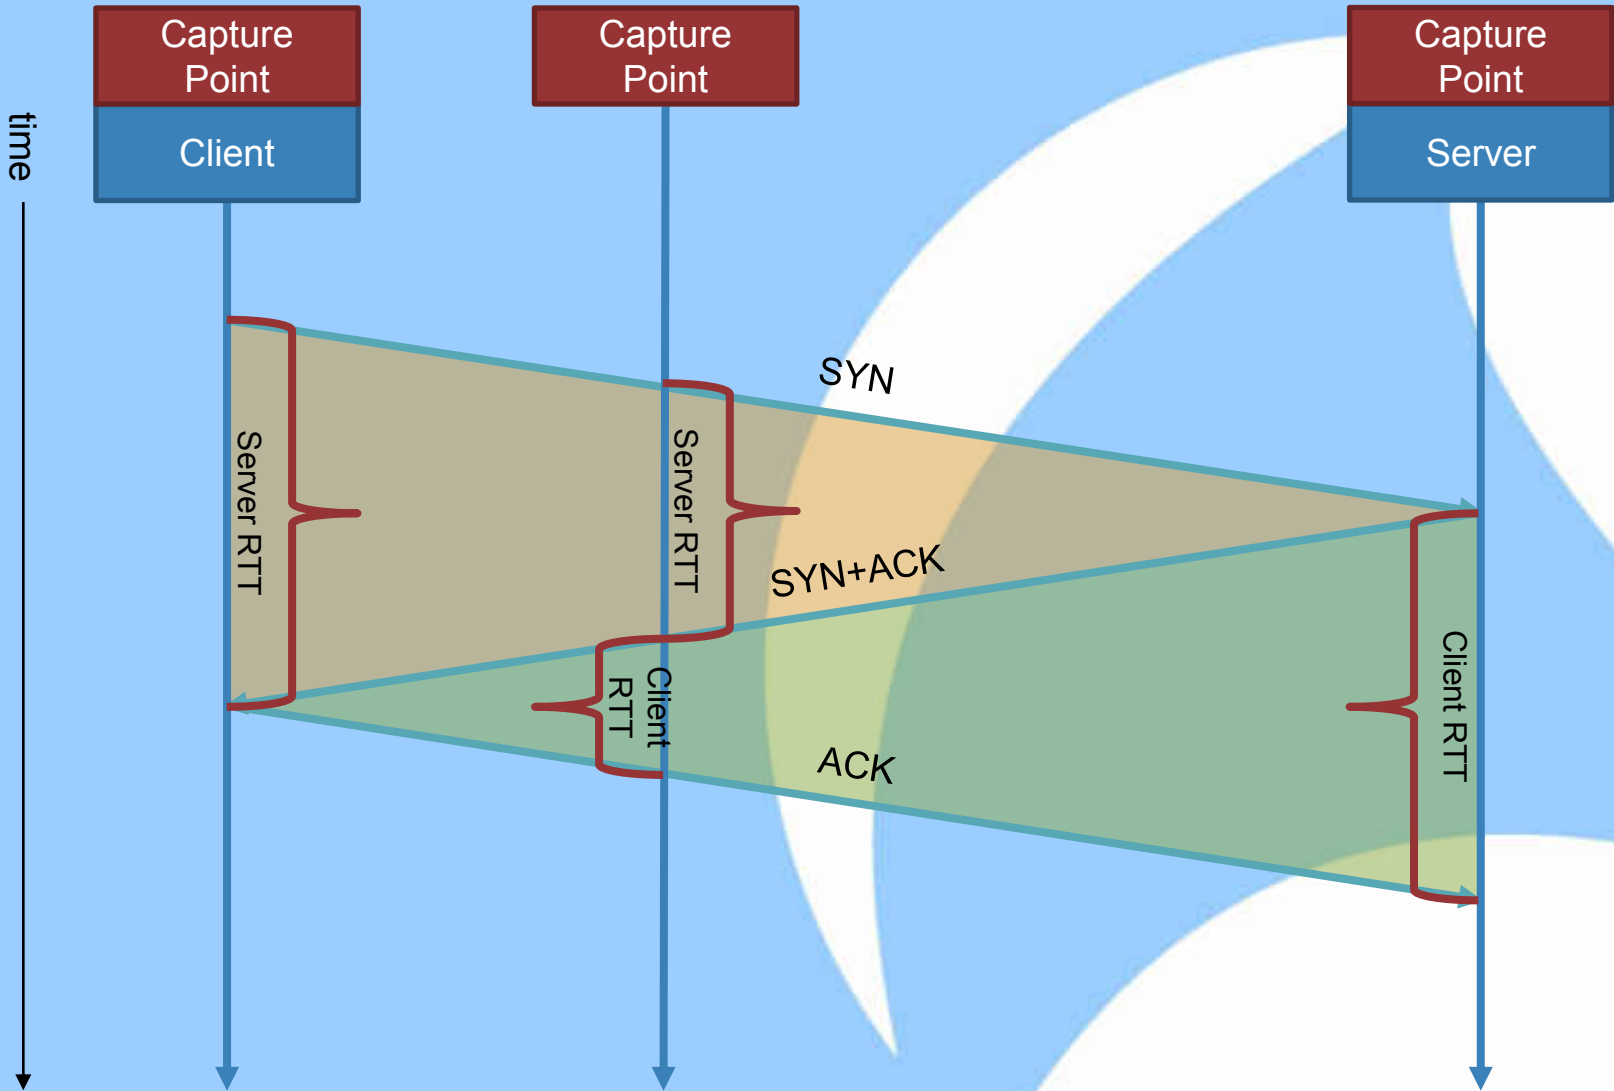 Capture
Point
Client
Capture
Point
Capture
Point
Server
time
SYN
Server RTT
Server RTT
SYN+ACK
Client
RTT
Client RTT
ACK